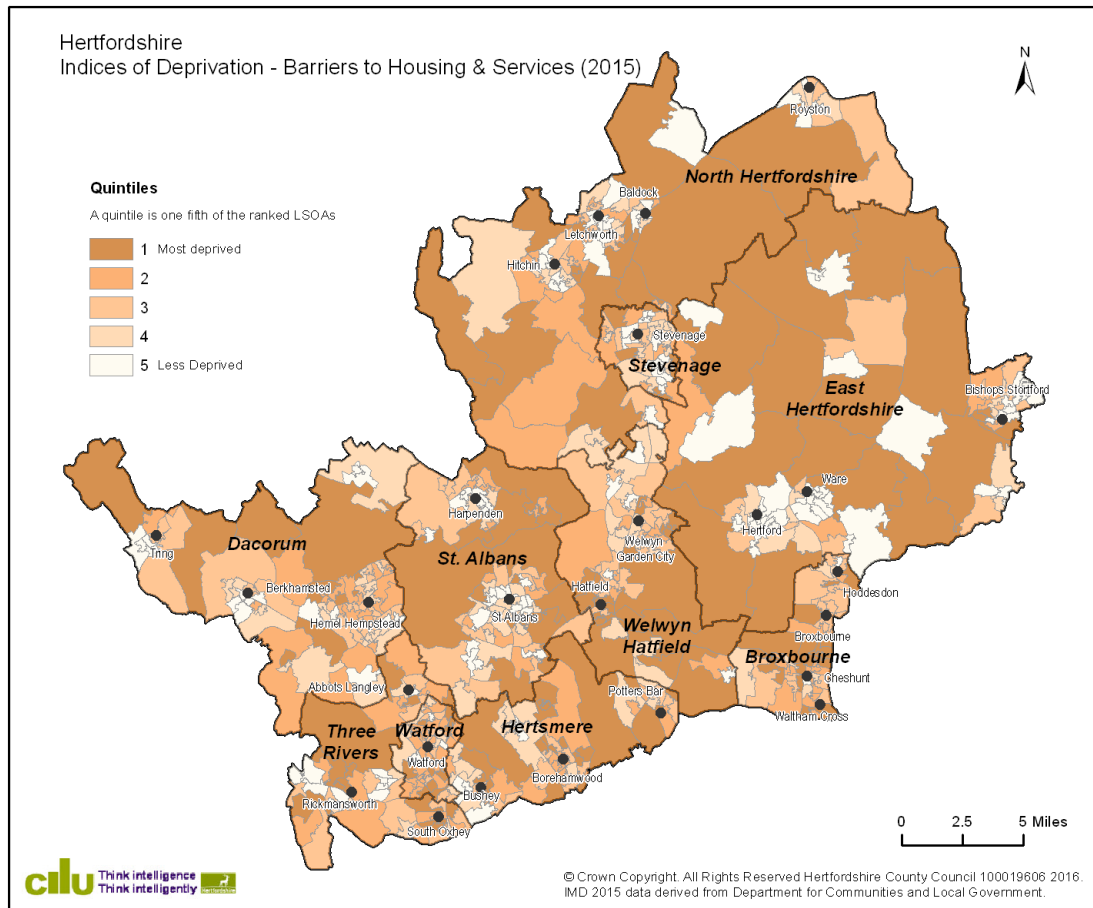 Hertfordshire
Indices of Deprivation - Barriers to Housing & Services (2015)
N
Quintiles
A quintile is one fifth of the ranked LSOAs
1 Most deprived
2
3
4
5 Less Deprived
Royston
North Hertfordshire
Baldock
Letchworth
Hitchin
Stevenage
Stevenage
East
Hertfordshire
Bishops Stortford
Ware
Hertford
Harpenden
Welwyn
Garden City
Tring
Dacorum
St. Albans
Berkhamsted
Hemel Hempstead
Hatfield
St Albans
Hoddesdon
Welwyn
Hatfield
Broxbourne
Broxbourne
Cheshunt
Abbots Langley
Potters Bar
Waltham Cross
Three
Rivers
Watford
Hertsmere
Watford
Borehamwood
Rickmansworth
Bushey
South Oxhey
0 2.5 5 Miles
cilu Think intelligence
Think intelligently
Hertfordshire
© Crown Copyright. All Rights Reserved Hertfordshire County Council 100019606 2016.
IMD 2015 data derived from Department for Communities and Local Government.